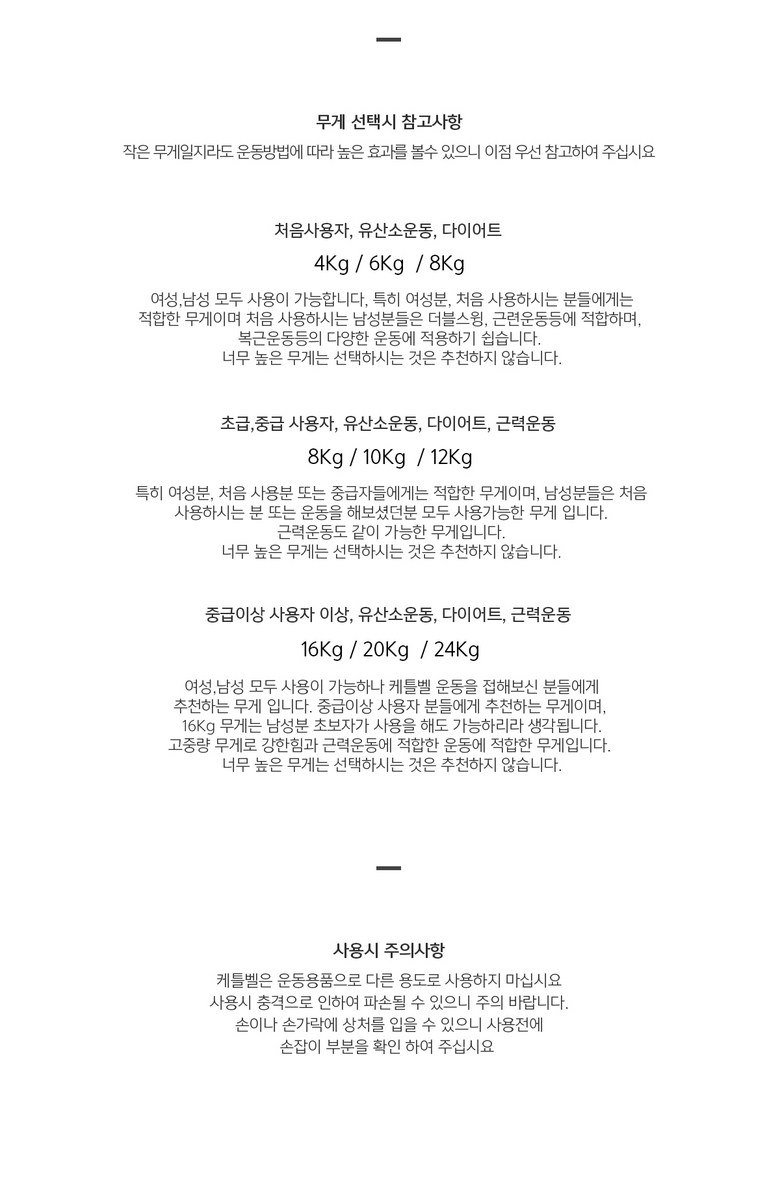 무게 선택시 참고사항
작은 무게일지라도 운동방법에 따라 높은 효과를 볼수 있으니 이점 우선 참고하여 주십시요
처음사용자, 유산소운동, 다이어트
4Kg / 6Kg / 8Kg
여성,남성 모두 사용이 가능합니다, 특히 여성분, 처음 사용하시는 분들에게는
적합한 무게이며 처음 사용하시는 남성분들은 더블스윙, 근련운동등에 적합하며,
복근운동등의 다양한 운동에 적용하기 쉽습니다.
너무 높은 무게는 선택하시는 것은 추천하지 않습니다.
초급,중급 사용자, 유산소운동, 다이어트, 근력운동
8Kg / 10Kg / 12Kg
특히 여성분, 처음 사용분 또는 중급자들에게는 적합한 무게이며, 남성분들은 처음
사용하시는 분 또는 운동을 해보셨던분 모두 사용가능한 무게 입니다.
근력운동도 같이 가능한 무게입니다.
너무 높은 무게는 선택하시는 것은 추천하지 않습니다.
중급이상 사용자 이상, 유산소운동, 다이어트, 근력운동
16Kg / 20Kg / 24Kg
여성,남성 모두 사용이 가능하나 케틀벨 운동을 접해보신 분들에게
추천하는 무게 입니다. 중급이상 사용자 분들에게 추천하는 무게이며,
16Kg 무게는 남성분 초보자가 사용을 해도 가능하리라 생각됩니다.
고중량 무게로 강한힘과 근력운동에 적합한 운동에 적합한 무게입니다.
너무 높은 무게는 선택하시는 것은 추천하지 않습니다.
사용시 주의사항
케틀벨은 운동용품으로 다른 용도로 사용하지 마십시요
사용시 충격으로 인하여 파손될 수 있으니 주의 바랍니다.
손이나 손가락에 상처를 입을 수 있으니 사용전에
손잡이 부분을 확인 하여 주십시요